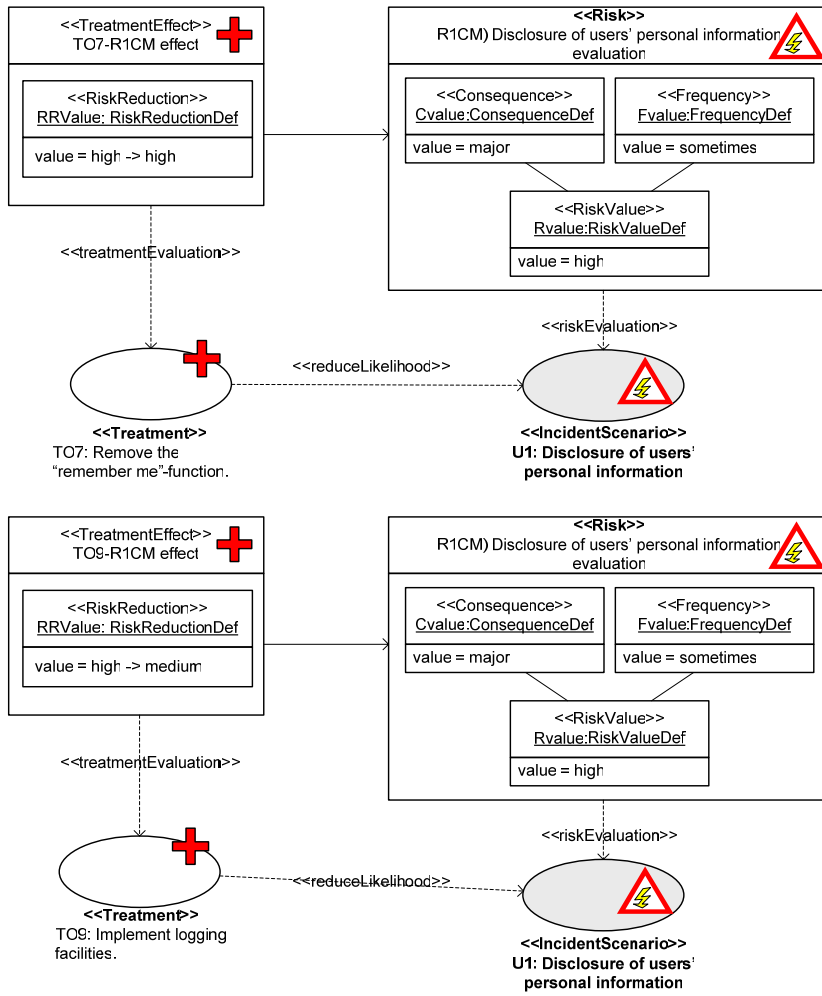 <<TreatmentEffect>>
TO7-R1CM effect
<<RiskReduction>>
RRValue: RiskReductionDef
value = high -> high
<<Risk>>
R1CM) Disclosure of users' personal information
evaluation
<<Consequence>>
Cvalue:ConsequenceDef
value = major
<<Frequency>>
Fvalue:FrequencyDef
value = sometimes
<<RiskValue>>
Rvalue:RiskValueDef
value = high
<<treatmentEvaluation>>
<<riskEvaluation>>
<<reduceLikelihood>>
<<Treatment>>
TO7: Remove the
“remember me”-function.
<<IncidentScenario>>
U1: Disclosure of users’
personal information
<<TreatmentEffect>>
TO9-R1CM effect
<<RiskReduction>>
RRValue: RiskReductionDef
value = high -> medium
<<Risk>>
R1CM) Disclosure of users’ personal information
evaluation
<<Consequence>>
Cvalue:ConsequenceDef
value = major
<<Frequency>>
Fvalue:FrequencyDef
value = sometimes
<<RiskValue>>
Rvalue:RiskValueDef
value = high
<<treatmentEvaluation>>
<<riskEvaluation>>
<<reduceLikelihood>>
<<Treatment>>
TO9: Implement logging
facilities.
<<IncidentScenario>>
U1: Disclosure of users’
personal information